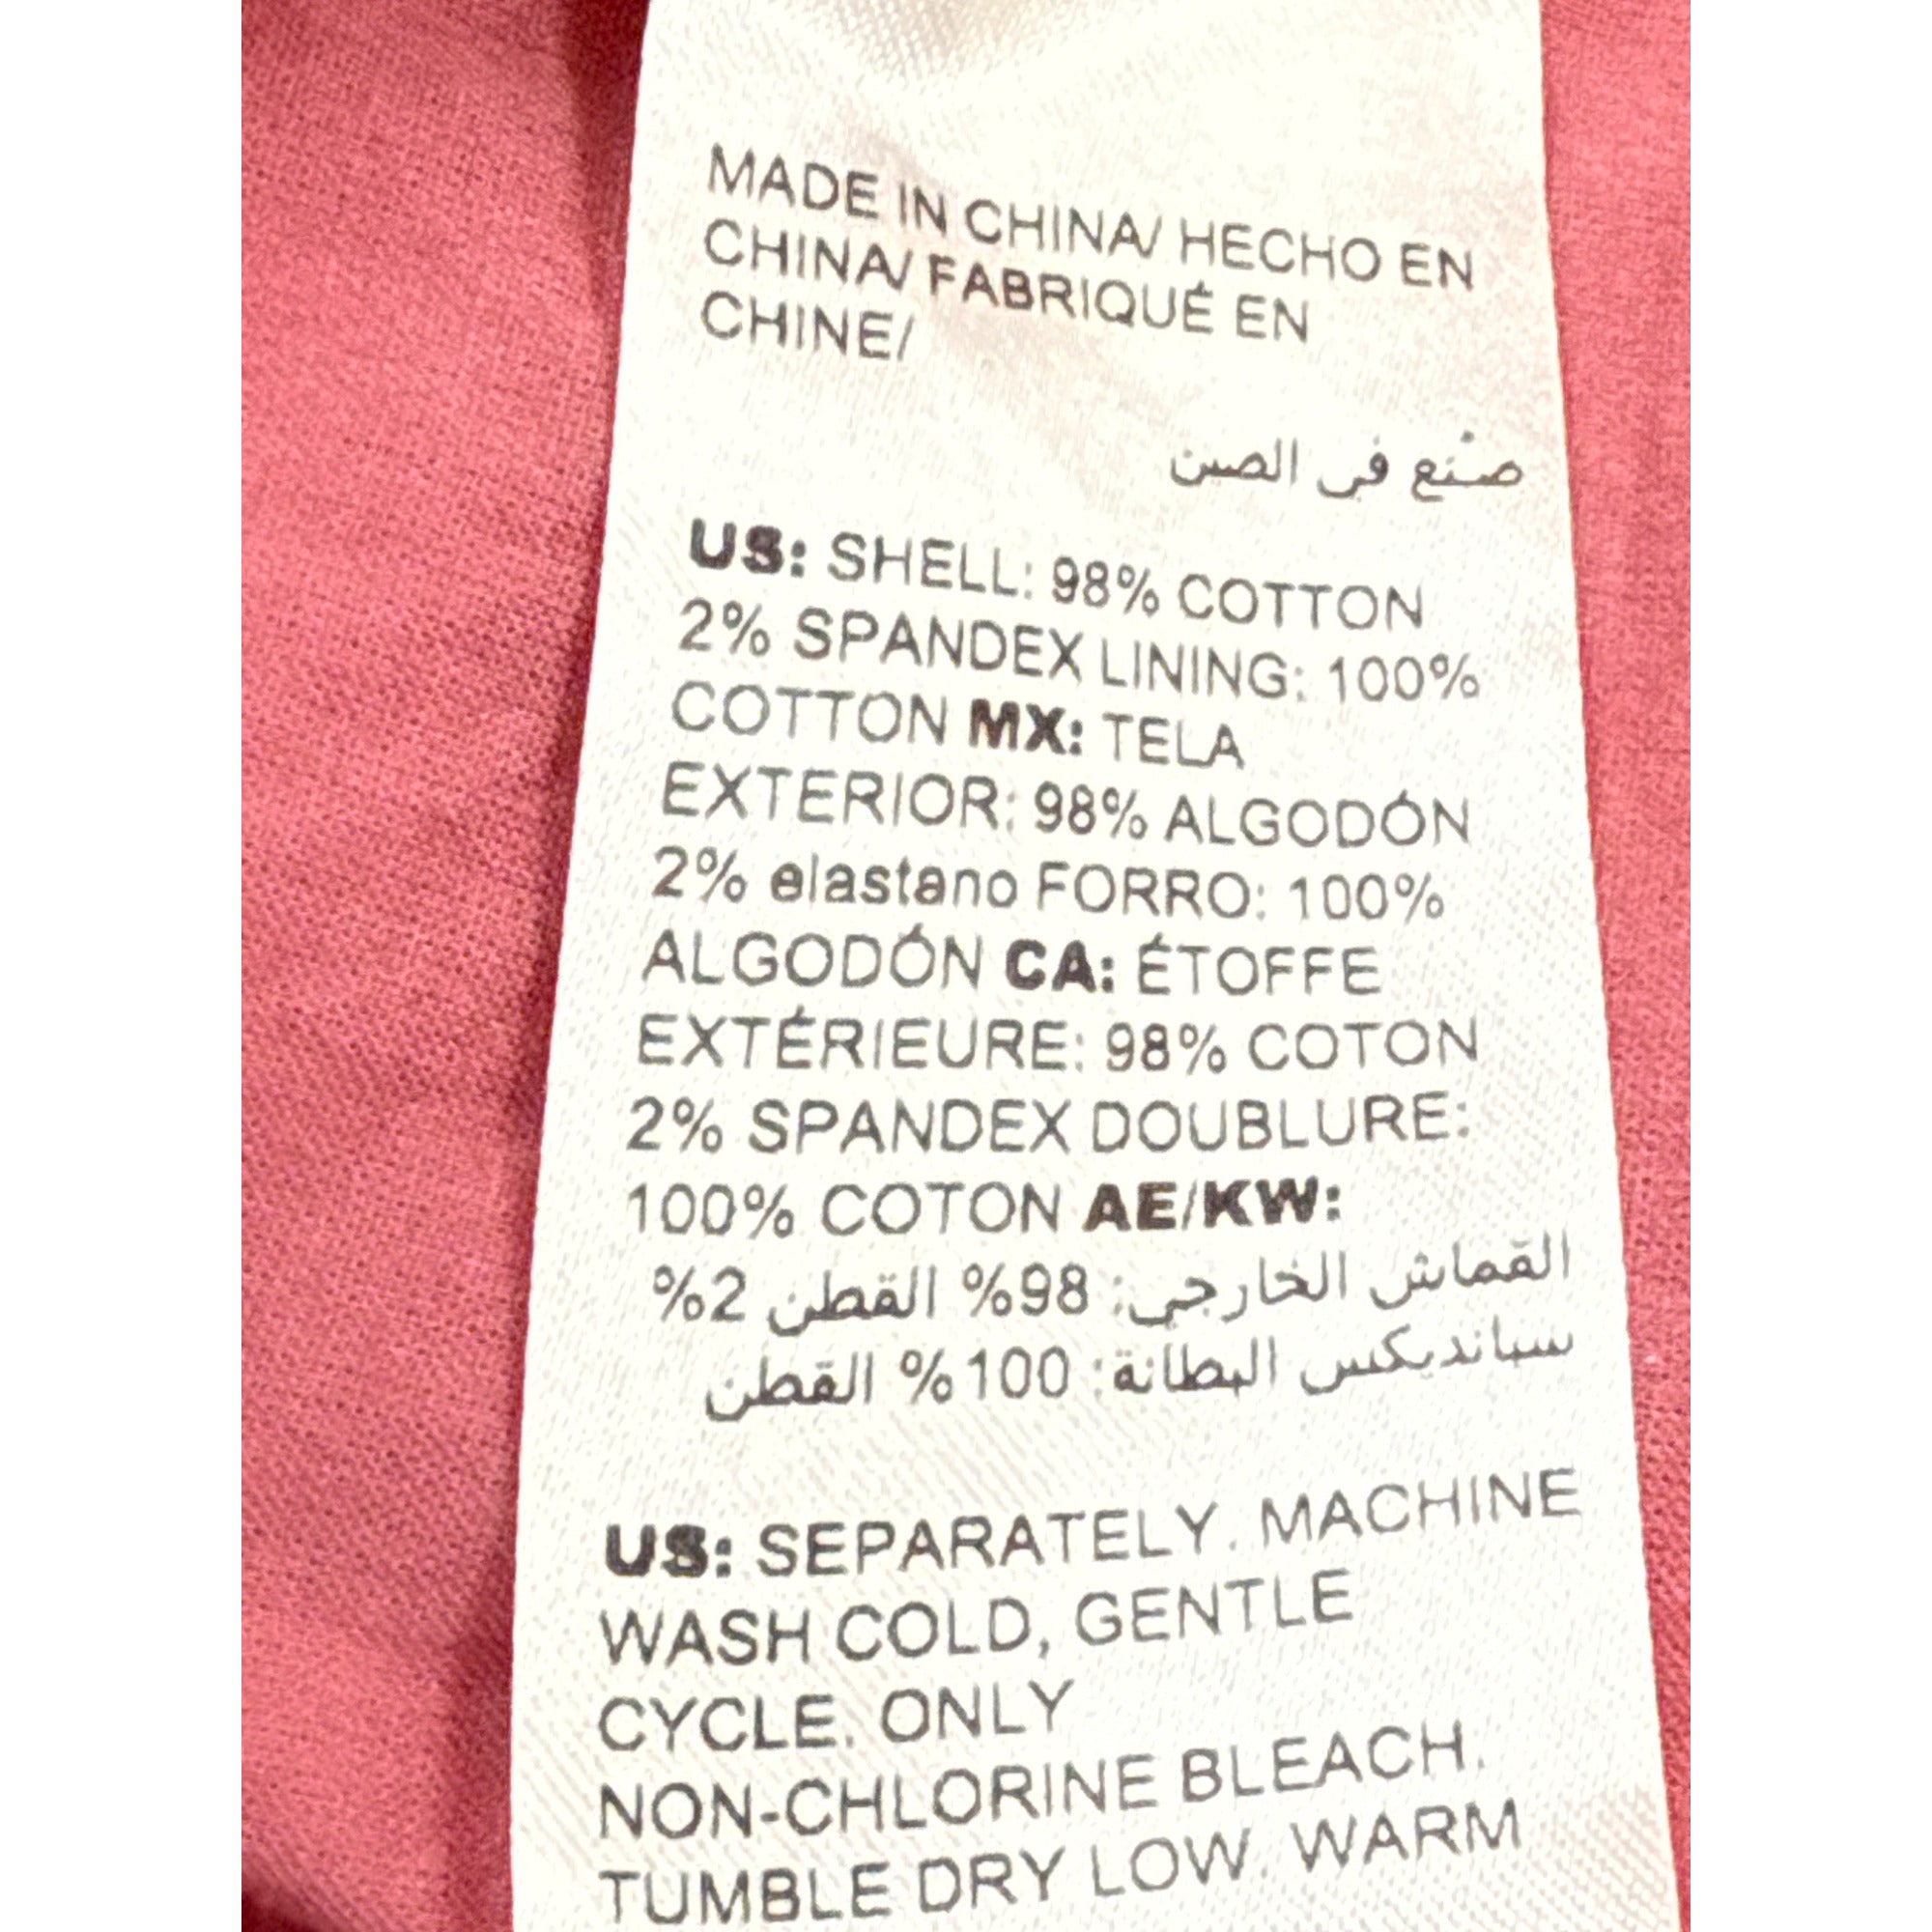 MADE IN CHINA/ HECHO EN
CHINA/ FABRIQUÉ EN
CHINE/
صنع في الصين
US: SHELL: 98% COTTON
2% SPANDEX LINING: 100%
COTTON MX: TELA
EXTERIOR: 98% ALGODÓN
2% elastano FORRO: 100%
ALGODÓN CA: ÉTOFFE
EXTÉRIEURE: 98% COTON
2% SPANDEX DOUBLURE:
100% COTON AE/KW:
القماش الخارجي: 98% القطن 2%
سبانديكس البطانة: 100% القطن
US: SEPARATELY. MACHINE
WASH COLD, GENTLE
CYCLE. ONLY
NON-CHLORINE BLEACH.
TUMBLE DRY LOW. WARM